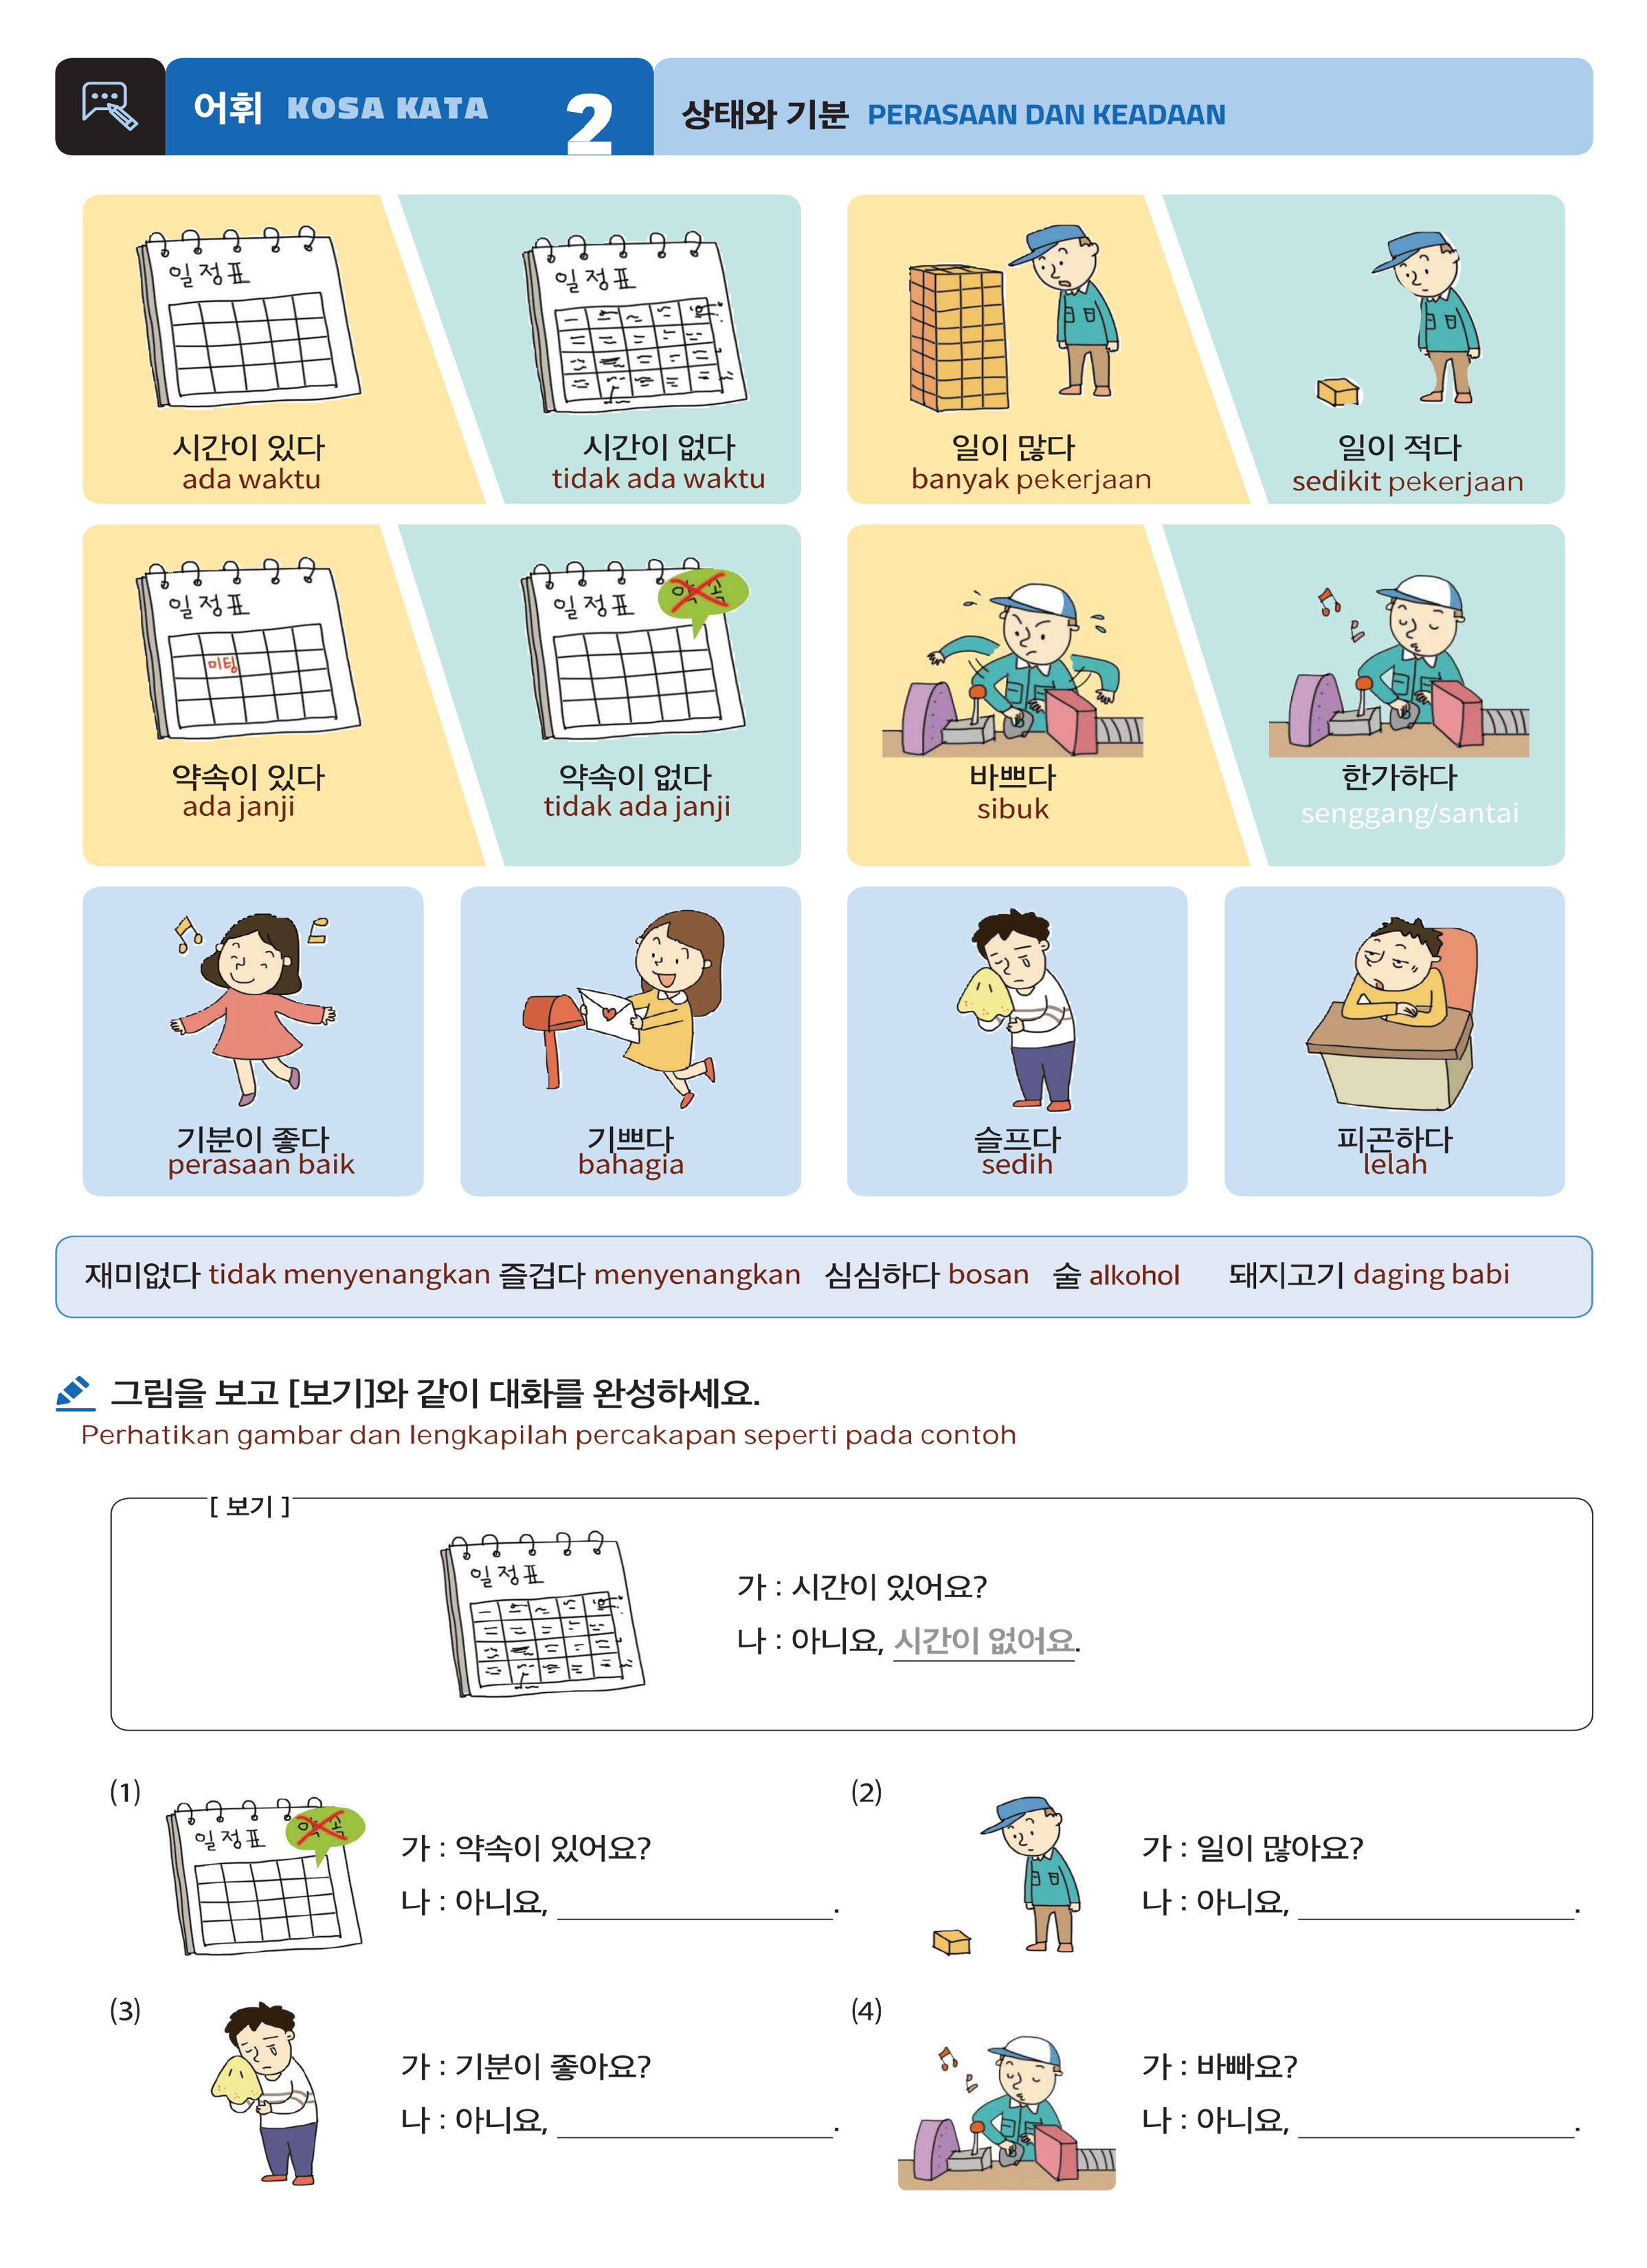 어휘 KOSA KATA 2 상태와 기분 PERASAAN DAN KEADAAN
일정표
일정표
시간이 있다
ada waktu
시간이 없다
tidak ada waktu
일이 많다
banyak pekerjaan
일이 적다
sedikit pekerjaan
일정표
미팅
일정표
약속
약속이 있다
ada janji
약속이 없다
tidak ada janji
바쁘다
sibuk
한가하다
senggang/santai
기분이 좋다
perasaan baik
기쁘다
bahagia
슬프다
sedih
피곤하다
lelah
재미없다 tidak menyenangkan 즐겁다 menyenangkan 심심하다 bosan 술 alkohol 돼지고기 daging babi
그림을 보고 [보기]와 같이 대화를 완성하세요.
Perhatikan gambar dan lengkapilah percakapan seperti pada contoh
[ 보기 ]
일정표
가 : 시간이 있어요?
나 : 아니요, 시간이 없어요.
(1)
일정표
약속
가 : 약속이 있어요?
나 : 아니요, ____________________.
(2)
가 : 일이 많아요?
나 : 아니요, ____________________.
(3)
가 : 기분이 좋아요?
나 : 아니요, ____________________.
(4)
가 : 바빠요?
나 : 아니요, ____________________.